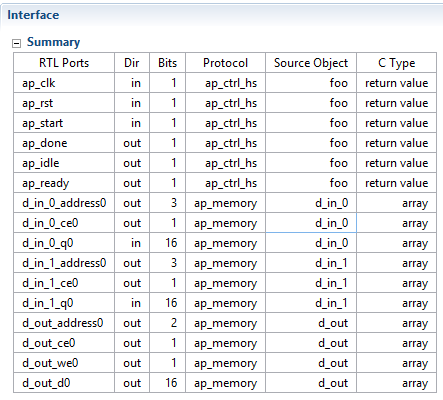 Interface
Summary
RTL Ports Dir Bits Protocol Source Object C Type
ap_clk in 1 ap_ctrl_hs foo return value
ap_rst in 1 ap_ctrl_hs foo return value
ap_start in 1 ap_ctrl_hs foo return value
ap_done out 1 ap_ctrl_hs foo return value
ap_idle out 1 ap_ctrl_hs foo return value
ap_ready out 1 ap_ctrl_hs foo return value
d_in_0_address0 out 3 ap_memory d_in_0 array
d_in_0_ce0 out 1 ap_memory d_in_0 array
d_in_0_q0 in 16 ap_memory d_in_0 array
d_in_1_address0 out 3 ap_memory d_in_1 array
d_in_1_ce0 out 1 ap_memory d_in_1 array
d_in_1_q0 in 16 ap_memory d_in_1 array
d_out_address0 out 2 ap_memory d_out array
d_out_ce0 out 1 ap_memory d_out array
d_out_we0 out 1 ap_memory d_out array
d_out_d0 out 16 ap_memory d_out array